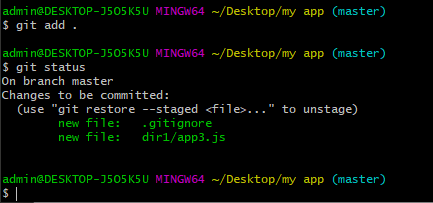 admin@DESKTOP-J5O5K5U MINGW64 ~/Desktop/my app (master)
$ git add .
admin@DESKTOP-J5O5K5U MINGW64 ~/Desktop/my app (master)
$ git status
On branch master
Changes to be committed:
  (use "git restore --staged <file>..." to unstage)
        new file:   .gitignore
        new file:   dir1/app3.js
admin@DESKTOP-J5O5K5U MINGW64 ~/Desktop/my app (master)
$